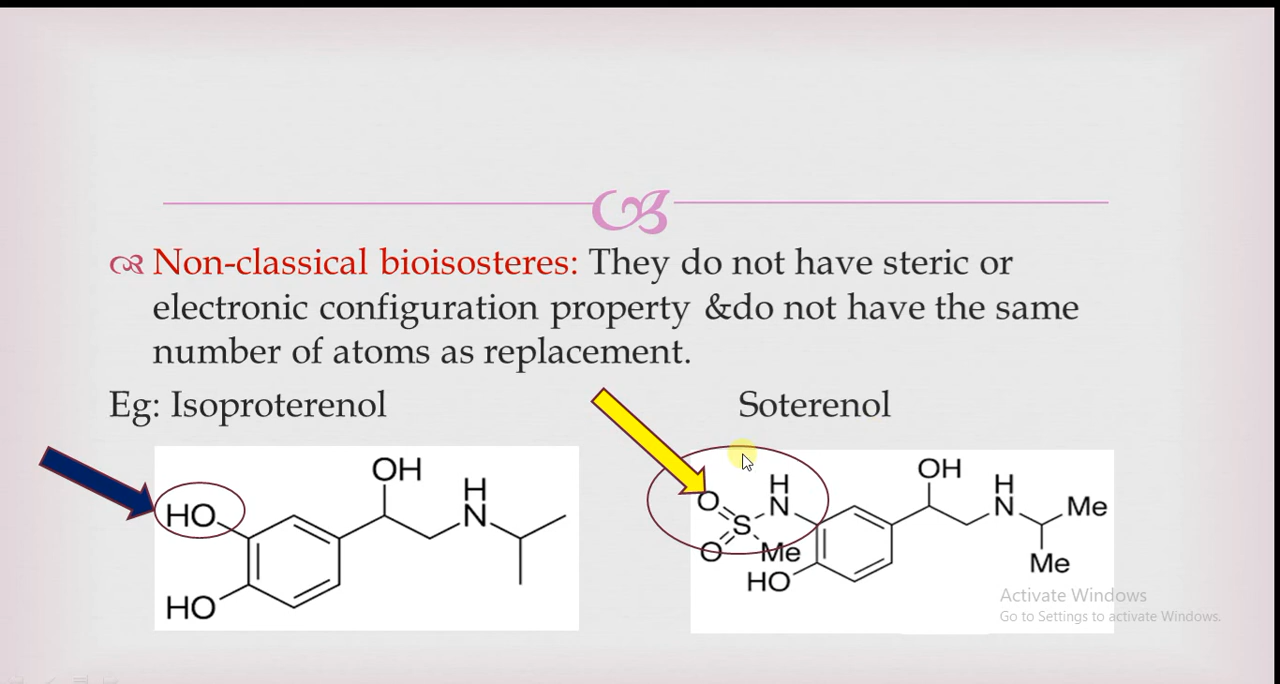 Non-classical bioisosteres: They do not have steric or
electronic configuration property &do not have the same
number of atoms as replacement.
Eg: Isoproterenol Soterenol
OH
H
N
HO
HO
OH
H
N
Me
Me
O
H
N
S
O
Me
HO
Activate Windows
Go to Settings to activate Windows.